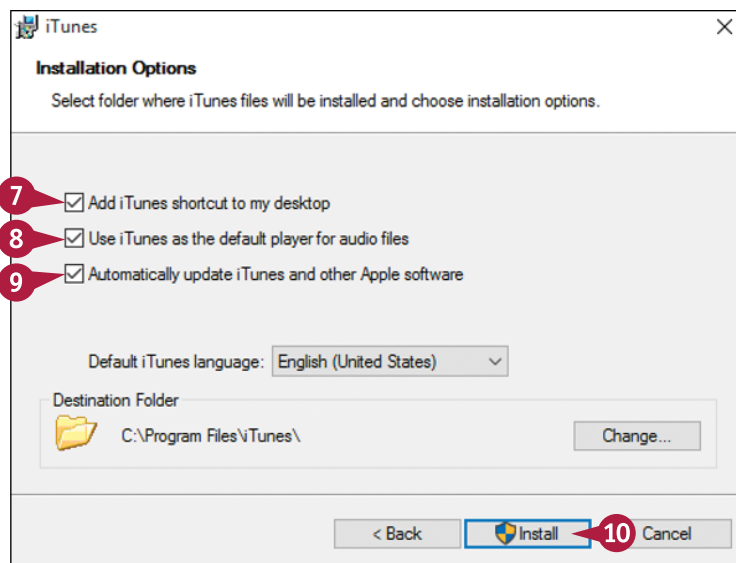 iTunes
Installation Options
Select folder where iTunes files will be installed and choose installation options.
7 Add iTunes shortcut to my desktop
8 Use iTunes as the default player for audio files
9 Automatically update iTunes and other Apple software
Default iTunes language: English (United States)
Destination Folder
C:\Program Files\iTunes\ Change...
< Back Install 10 Cancel